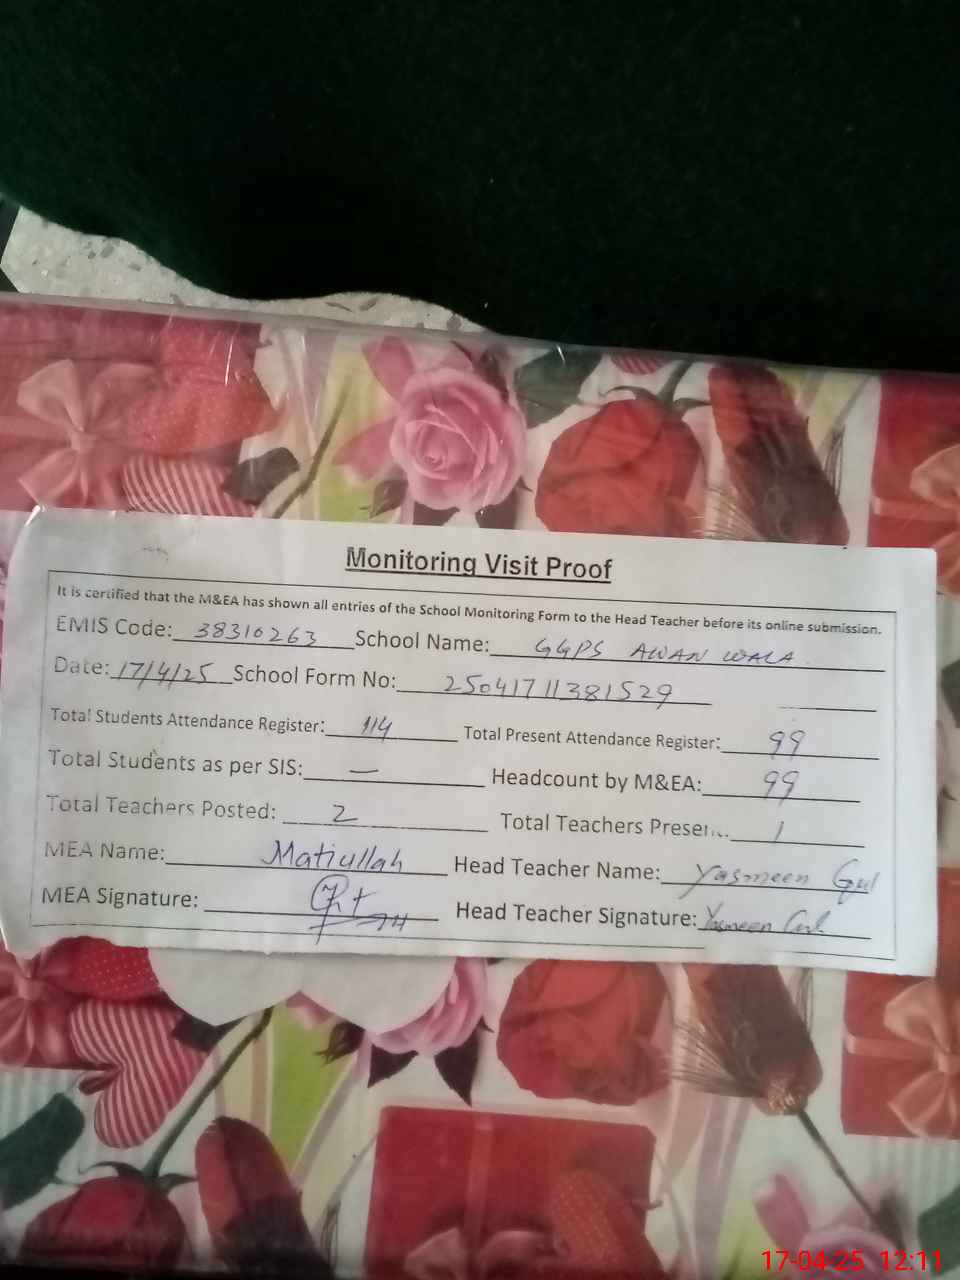 Monitoring Visit Proof
It is certified that the M&EA has shown all entries of the School Monitoring Form to the Head Teacher before its online submission.
EMIS Code: 38310263 School Name: GGPS AWAN WALA
Date: 17/4/25 School Form No: 25041711381529
Total Students Attendance Register: 114 Total Present Attendance Register: 99
Total Students as per SIS: — Headcount by M&EA: 99
Total Teachers Posted: 2 Total Teachers Present: 1
MEA Name: Matiullah Head Teacher Name: Yasmeen Gul
MEA Signature: Head Teacher Signature: Yasmeen Gul
17-04-25 12:11